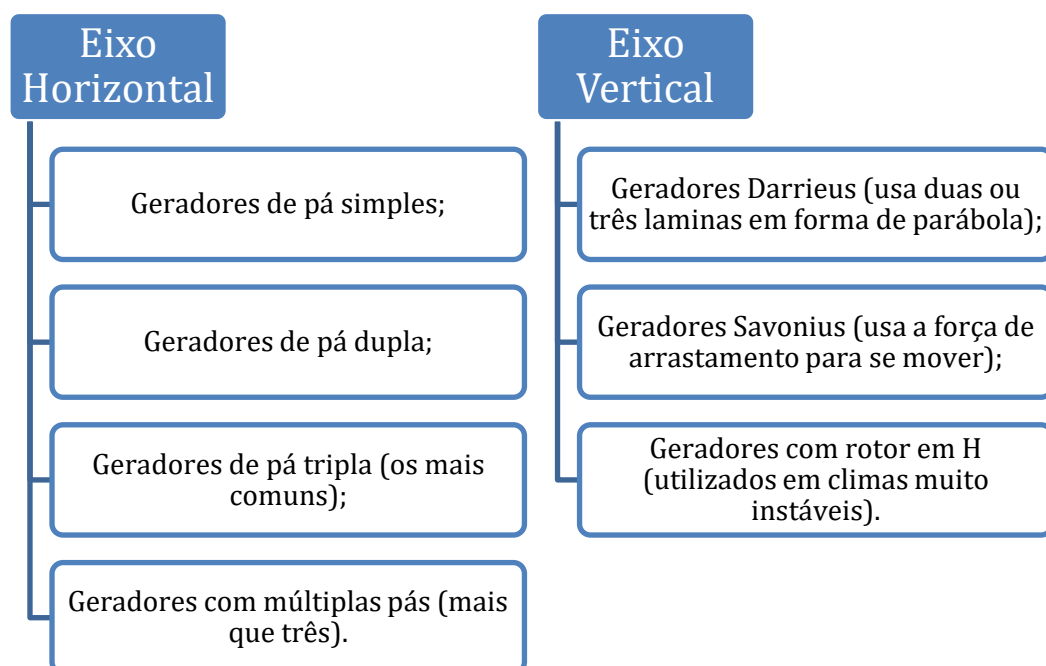 Eixo
Horizontal
Geradores de pá simples;
Geradores de pá dupla;
Geradores de pá tripla (os mais
comuns);
Geradores com múltiplas pás (mais
que três).
Eixo
Vertical
Geradores Darrieus (usa duas ou
três laminas em forma de parábola);
Geradores Savonius (usa a força de
arrastamento para se mover);
Geradores com rotor em H
(utilizados em climas muito
instáveis).